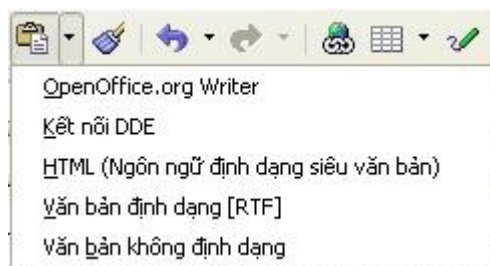 OpenOffice.org Writer
Kết nối DDE
HTML (Ngôn ngữ định dạng siêu văn bản)
Văn bản định dạng [RTF]
Văn bản không định dạng